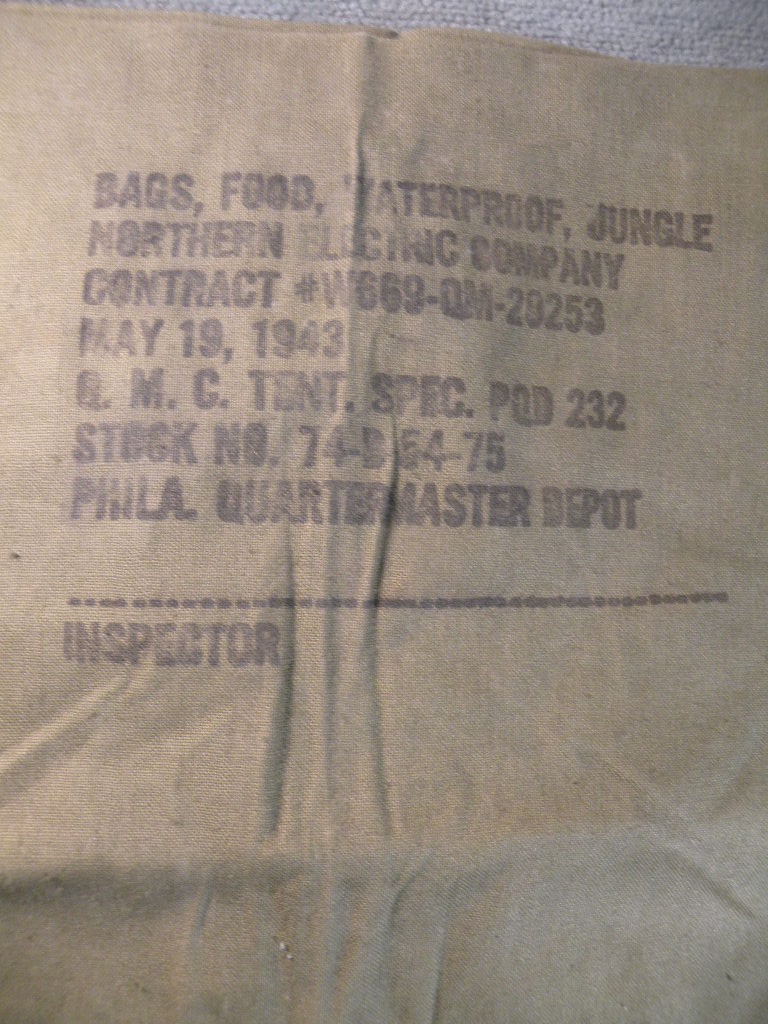 BAGS, FOOD, WATERPROOF, JUNGLE
NORTHERN ELECTRIC COMPANY
CONTRACT #W669-QM-29253
MAY 19, 1943
Q. M. C. TENT. SPEC. PQD 232
STOCK NO. 74-B-54-75
PHILA. QUARTERMASTER DEPOT
INSPECTOR